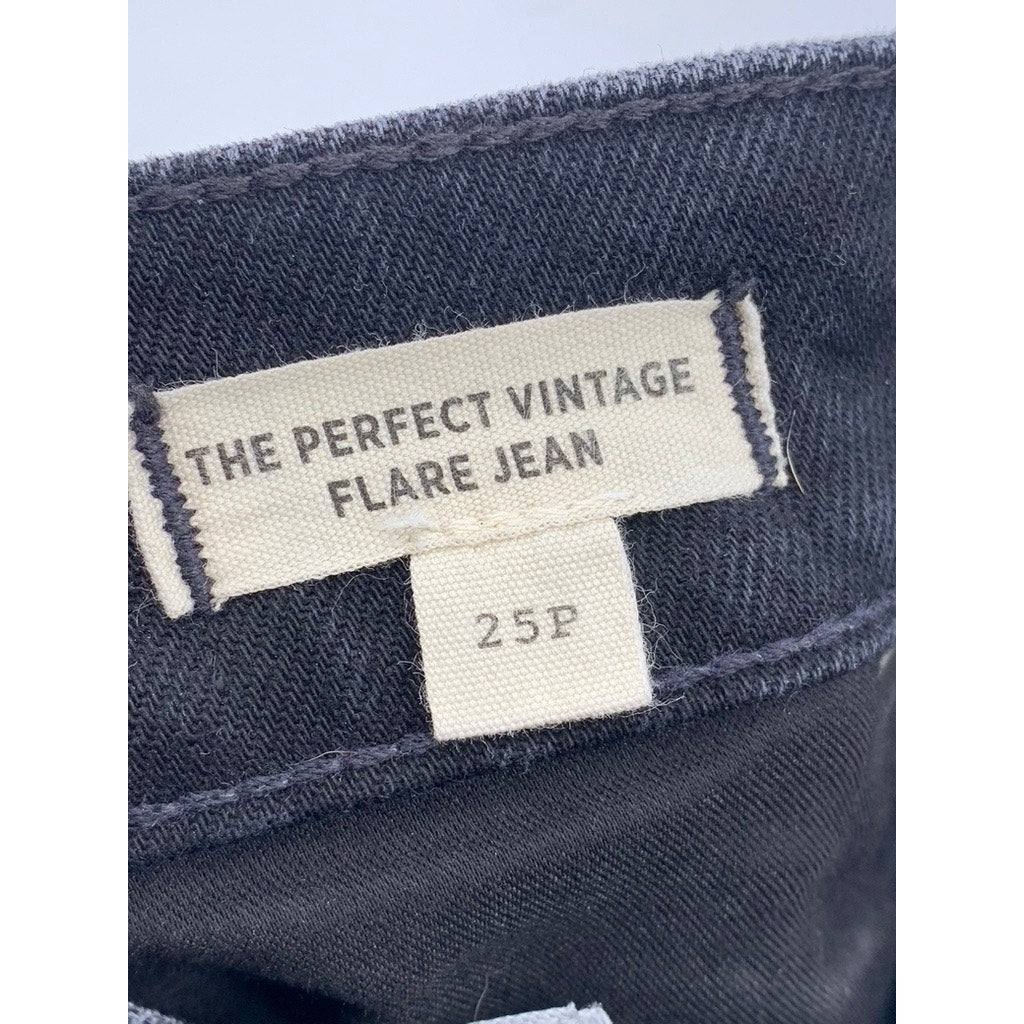 THE PERFECT VINTAGE
FLARE JEAN
25P